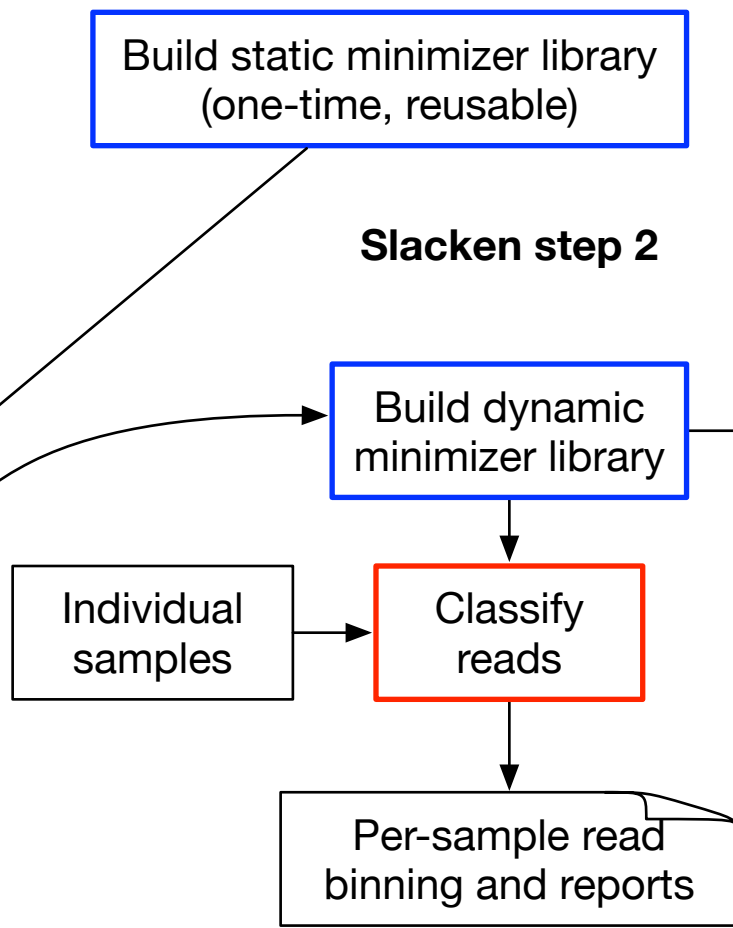 Build static minimizer library
(one-time, reusable)
Slacken step 2
Build dynamic
minimizer library
Individual
samples
Classify
reads
Per-sample read
binning and reports